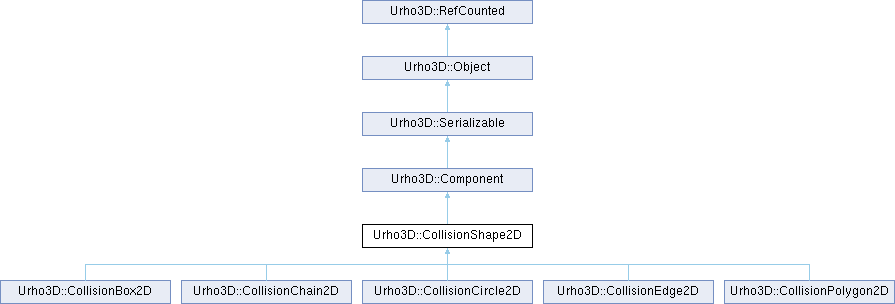 Urho3D::RefCounted
Urho3D::Object
Urho3D::Serializable
Urho3D::Component
Urho3D::CollisionShape2D
Urho3D::CollisionBox2D
Urho3D::CollisionChain2D
Urho3D::CollisionCircle2D
Urho3D::CollisionEdge2D
Urho3D::CollisionPolygon2D